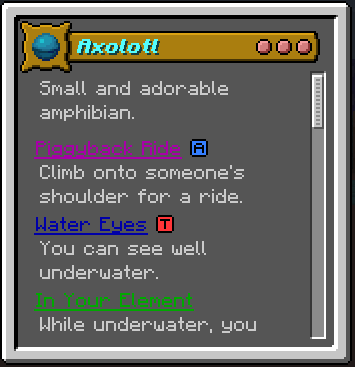 Axolotl
Small and adorable
amphibian.
Piggyback Ride A
Climb onto someone's
shoulder for a ride.
Water Eyes T
You can see well
underwater.
In Your Element
While underwater, you